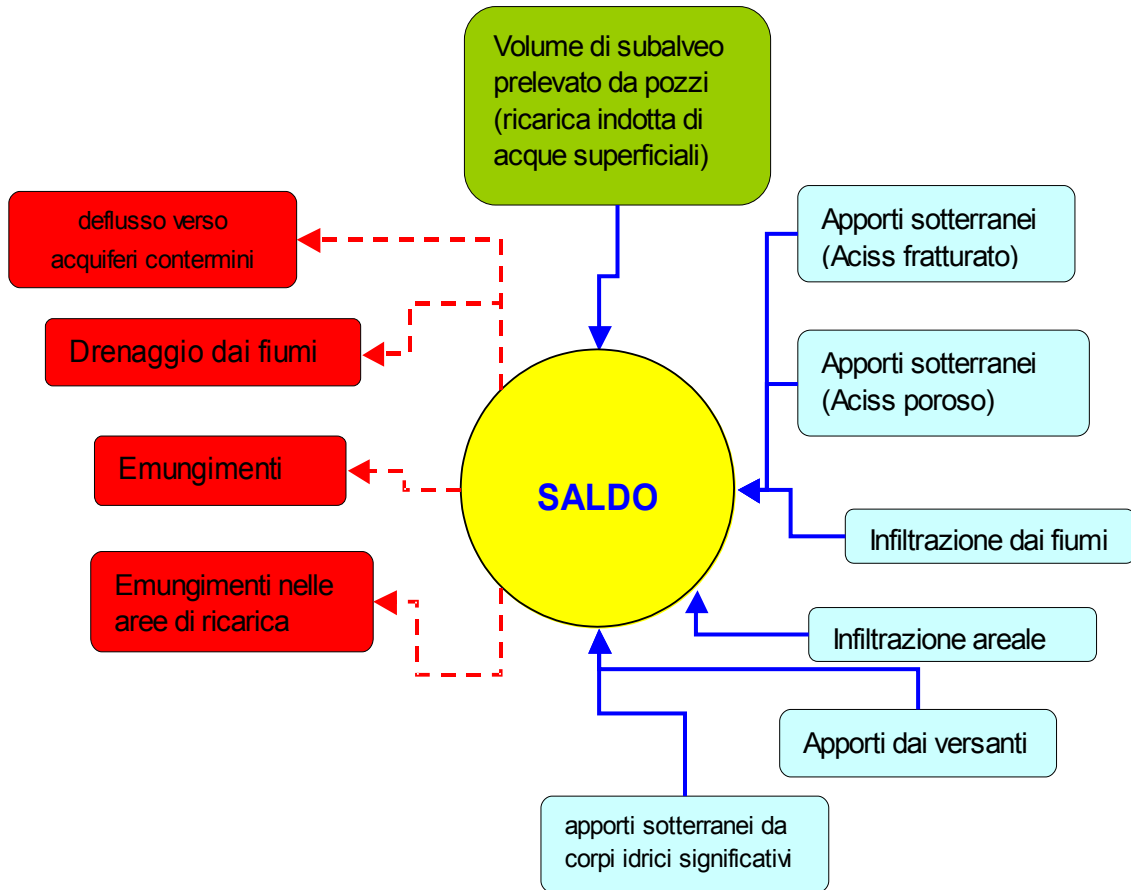 Volume di subalveo
prelevato da pozzi
(ricarica indotta di
acque superficiali)
deflusso verso
acquiferi contermini
Apporti sotterranei
(Aciss fratturato)
Drenaggio dai fiumi
Apporti sotterranei
(Aciss poroso)
Emungimenti
SALDO
Infiltrazione dai fiumi
Emungimenti nelle
aree di ricarica
Infiltrazione areale
Apporti dai versanti
apporti sotterranei da
corpi idrici significativi